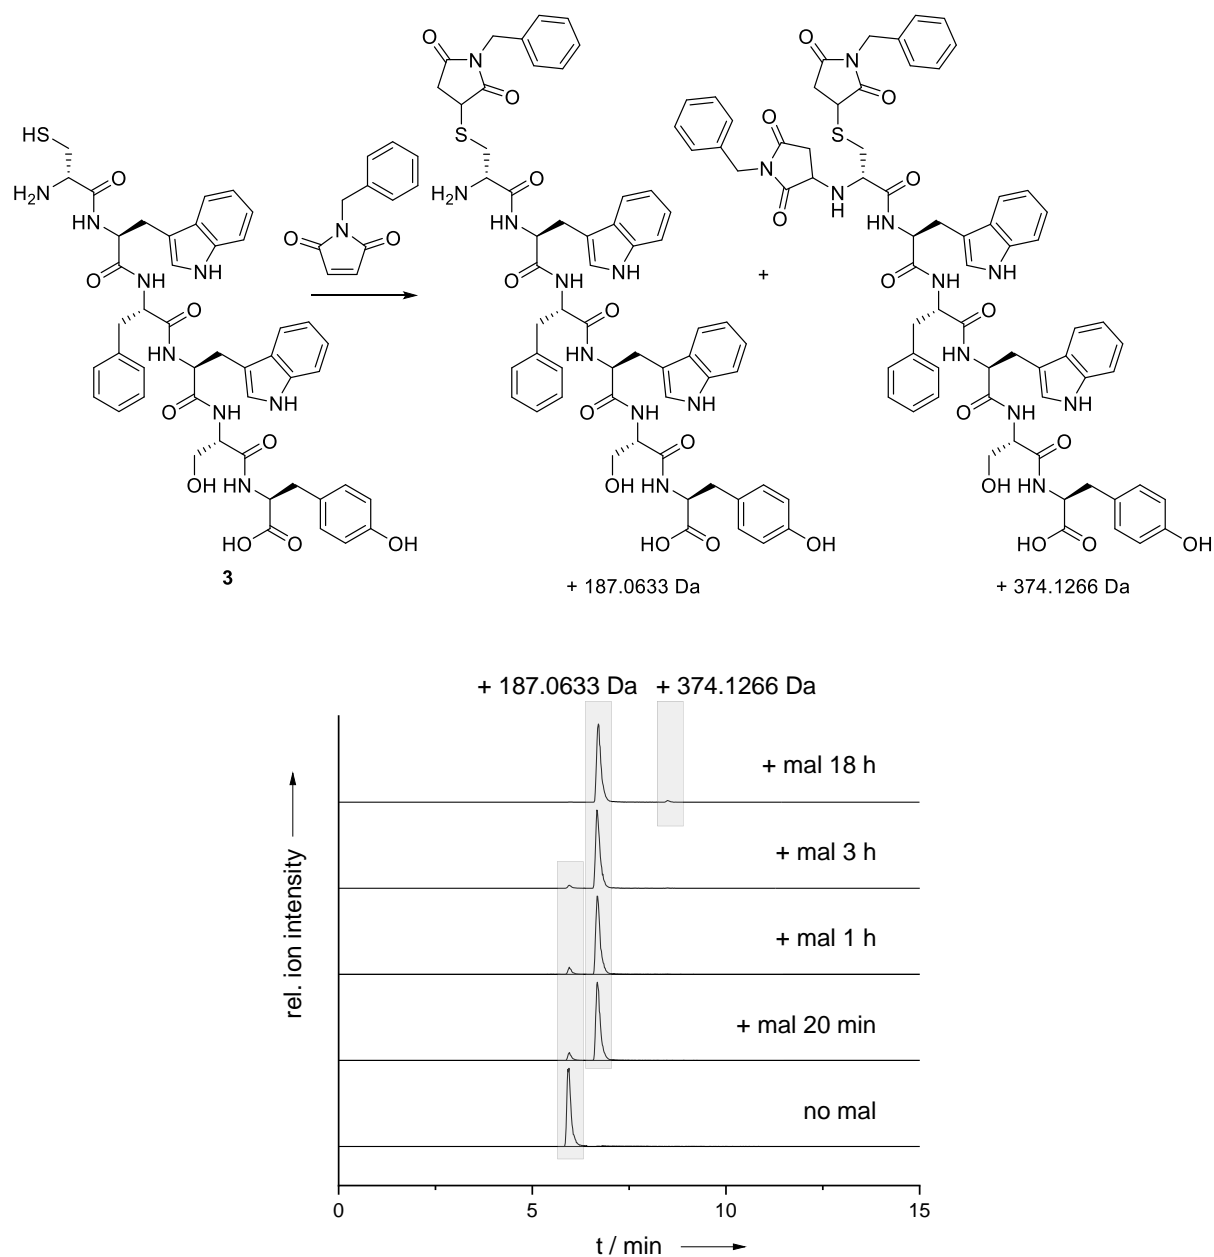 O
N
O
S
H2N
O
HN
O
NH
O
HN
O
NH
O
OH
HN
HO
O
OH
NH
NH
+ 187.0633 Da
O
N
O
O
N
O
S
N
H
O
HN
O
NH
O
HN
O
NH
O
OH
HN
HO
O
OH
NH
NH
+ 374.1266 Da
HS
H2N
O
HN
O
NH
O
HN
O
NH
O
OH
HN
HO
O
OH
NH
NH
3
O
N
O
+
+ 187.0633 Da + 374.1266 Da
+ mal 18 h
+ mal 3 h
+ mal 1 h
+ mal 20 min
no mal
rel. ion intensity
0 5 10 15
t / min